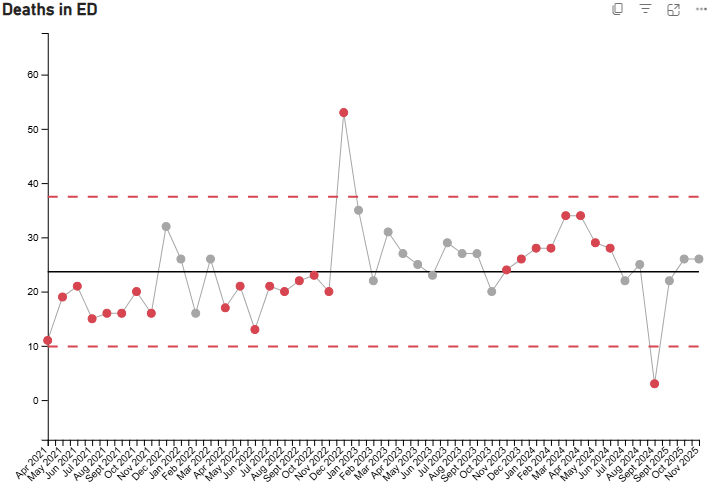 Deaths in ED
60
50
40
30
20
10
0
Apr 2021
May 2021
Jun 2021
Jul 2021
Aug 2021
Sept 2021
Oct 2021
Nov 2021
Dec 2021
Jan 2022
Feb 2022
Mar 2022
Apr 2022
May 2022
Jun 2022
Jul 2022
Aug 2022
Sept 2022
Oct 2022
Nov 2022
Dec 2022
Jan 2023
Feb 2023
Mar 2023
Apr 2023
May 2023
Jun 2023
Jul 2023
Aug 2023
Sept 2023
Oct 2023
Nov 2023
Dec 2023
Jan 2024
Feb 2024
Mar 2024
Apr 2024
May 2024
Jun 2024
Jul 2024
Aug 2024
Sept 2024
Sept 2025
Oct 2025
Nov 2025